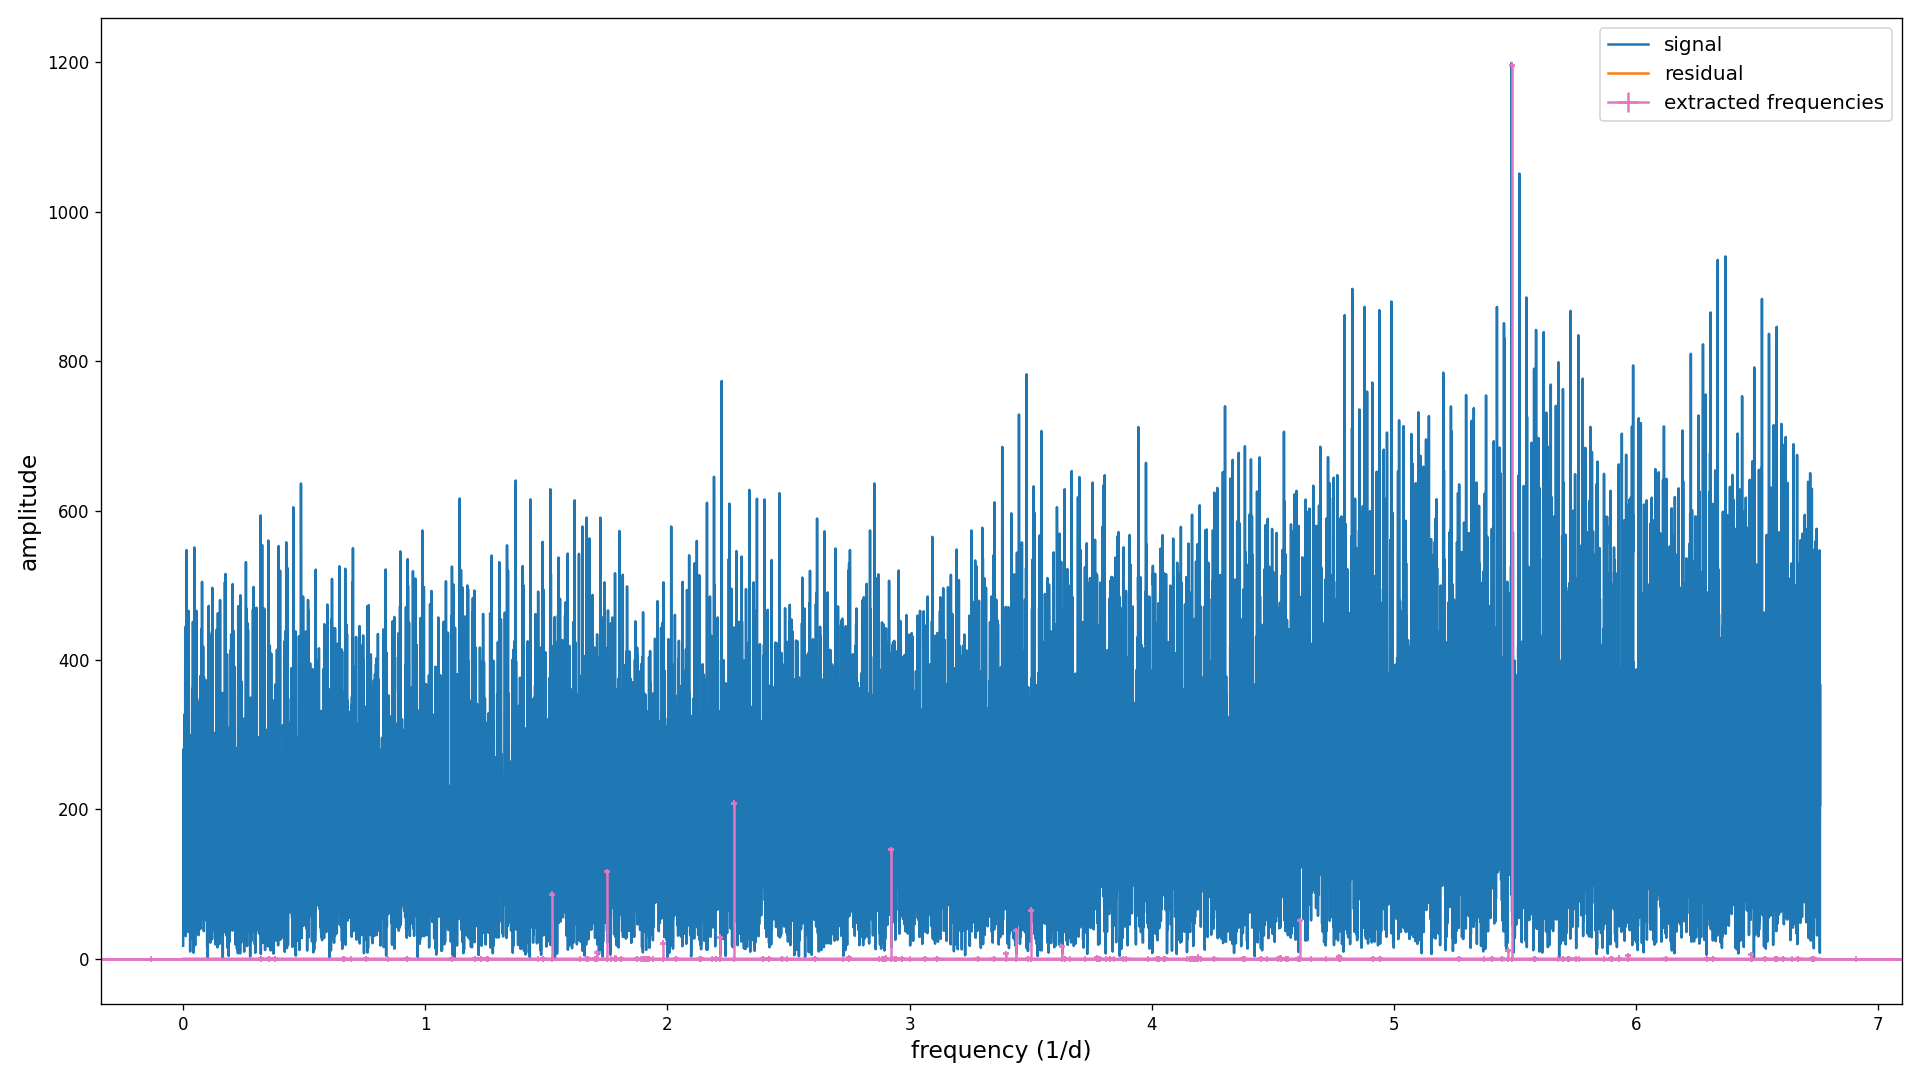 signal
residual
extracted frequencies
1200
1000
800
600
400
200
0
amplitude
0 1 2 3 4 5 6 7
frequency (1/d)